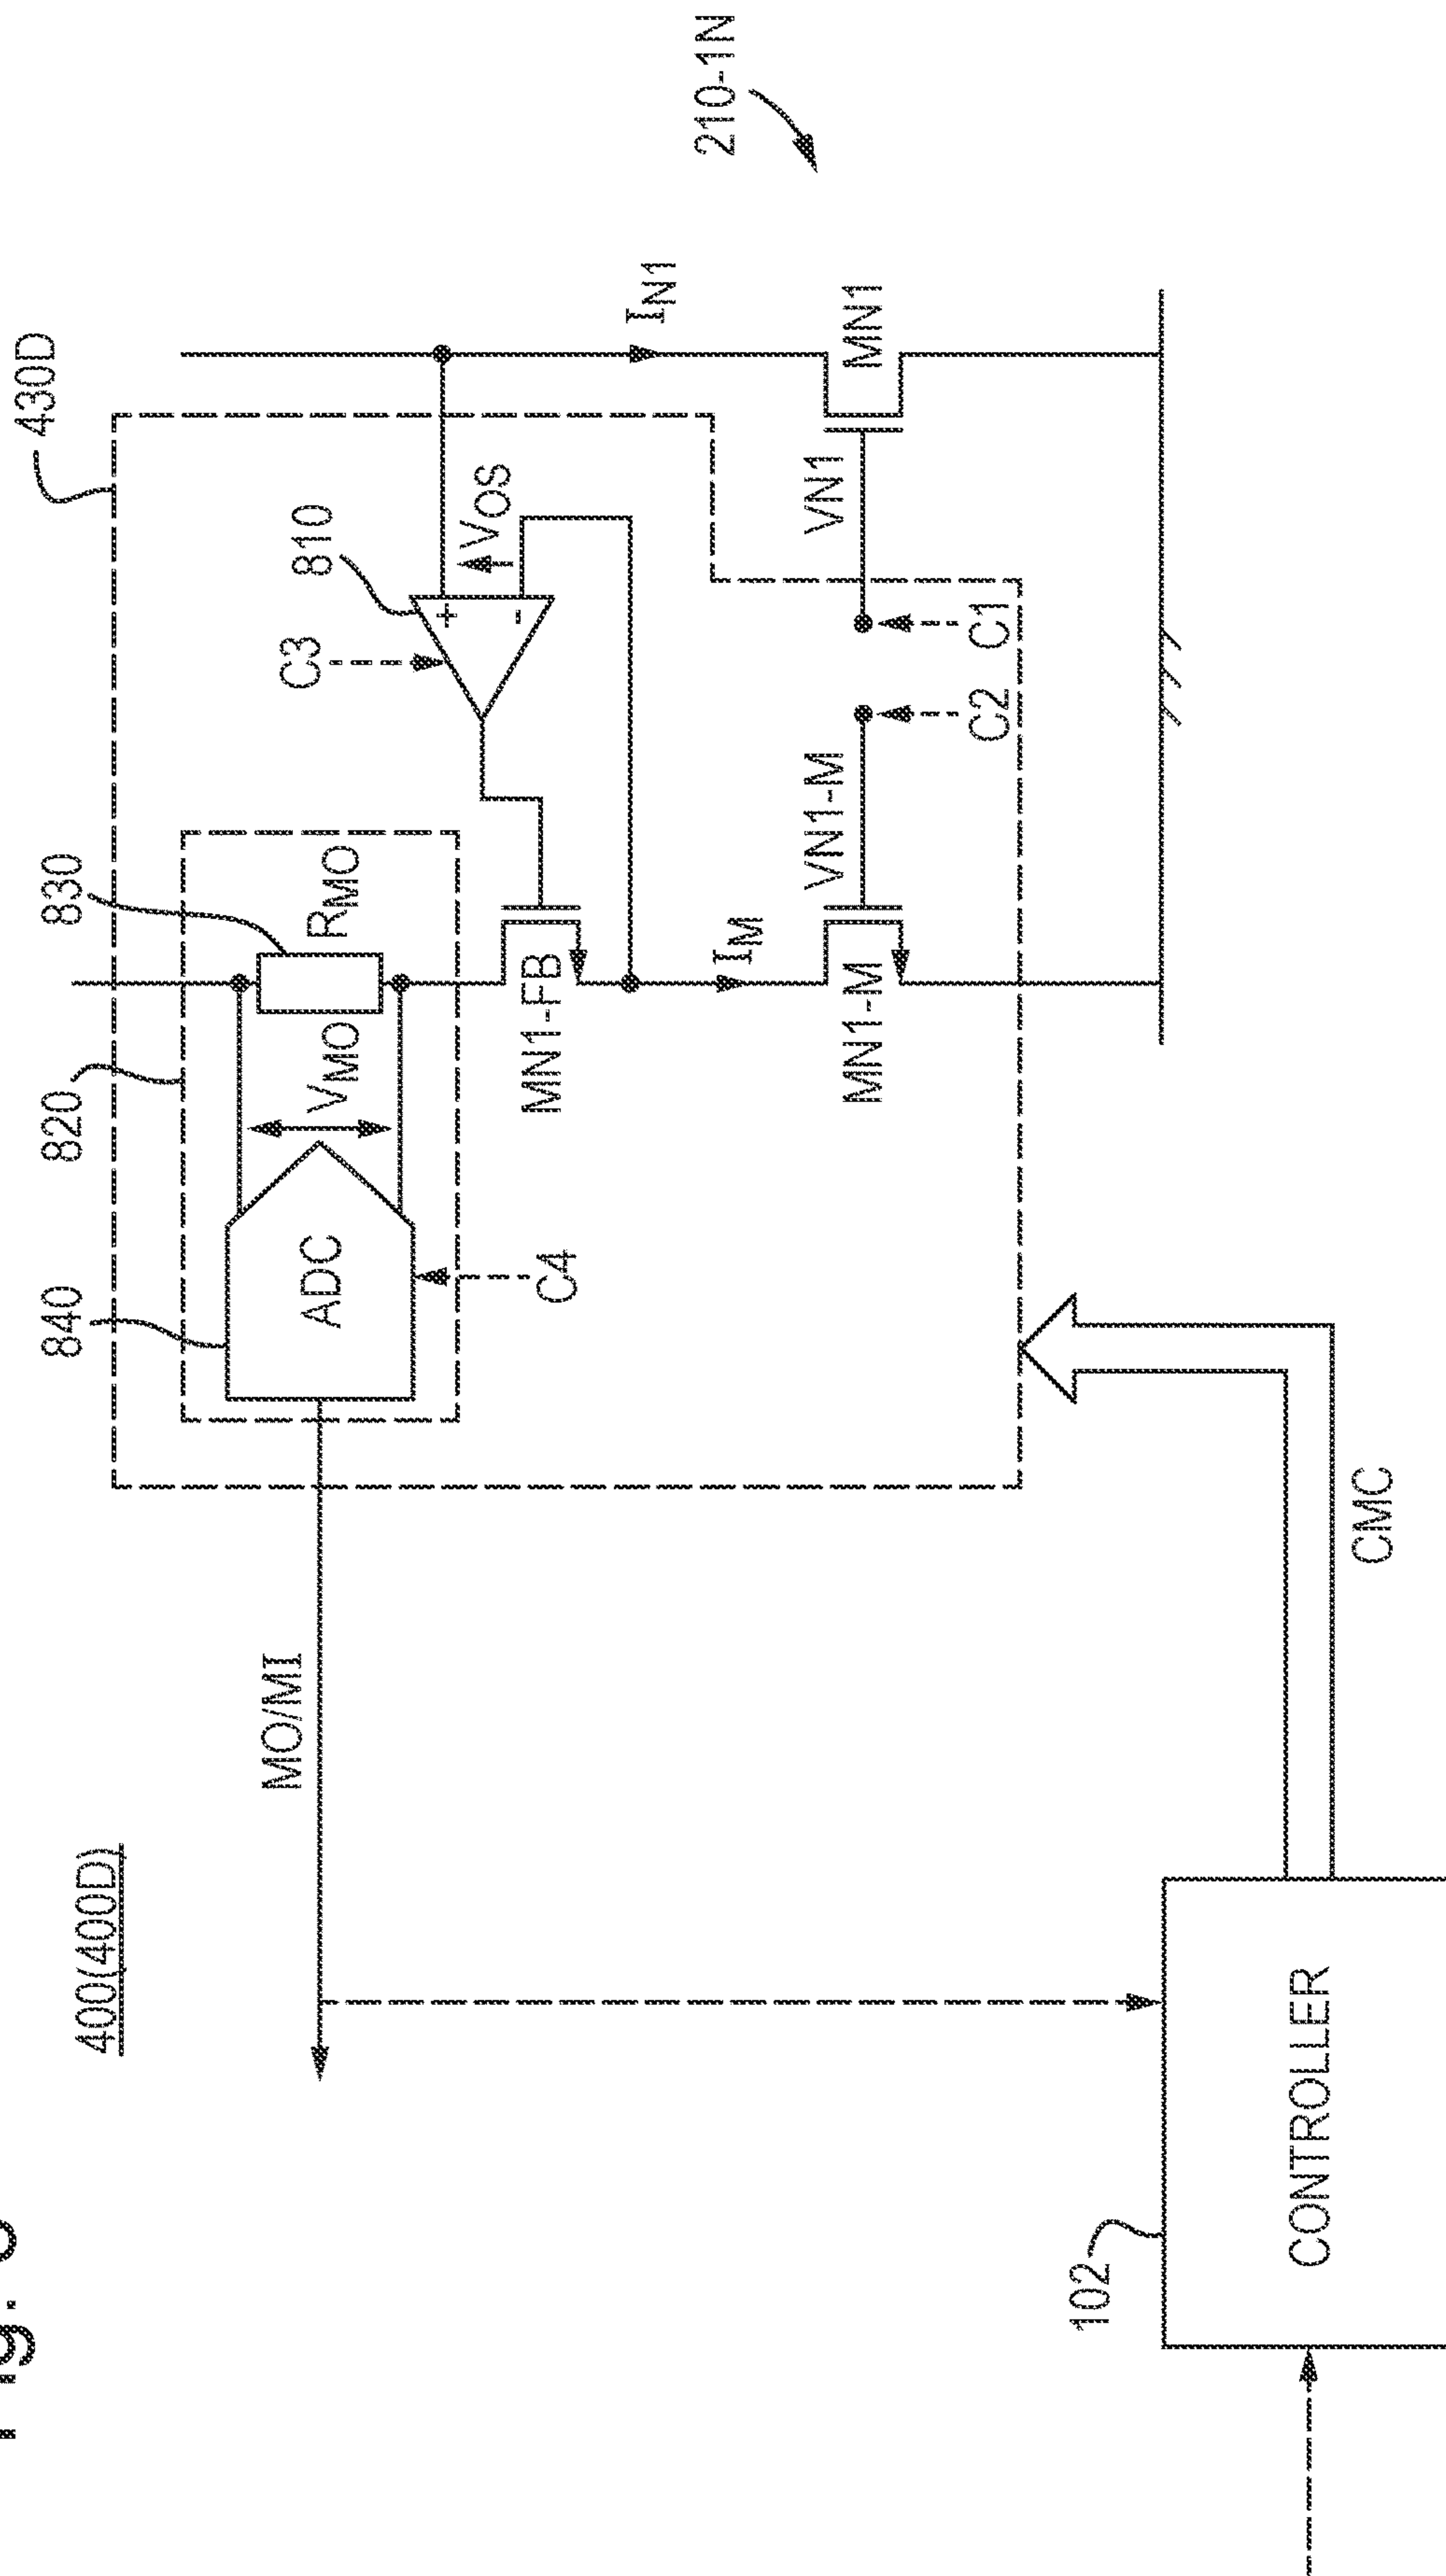 400(400D)
430D
840
820
830
810
C3
VOS
ADC
VMO
RMO
C4
MO/MI
MN1-FB
IM
IN1
210-1N
MN1-M
VN1-M
VN1
MN1
C2
C1
102
CONTROLLER
CMC
+
-